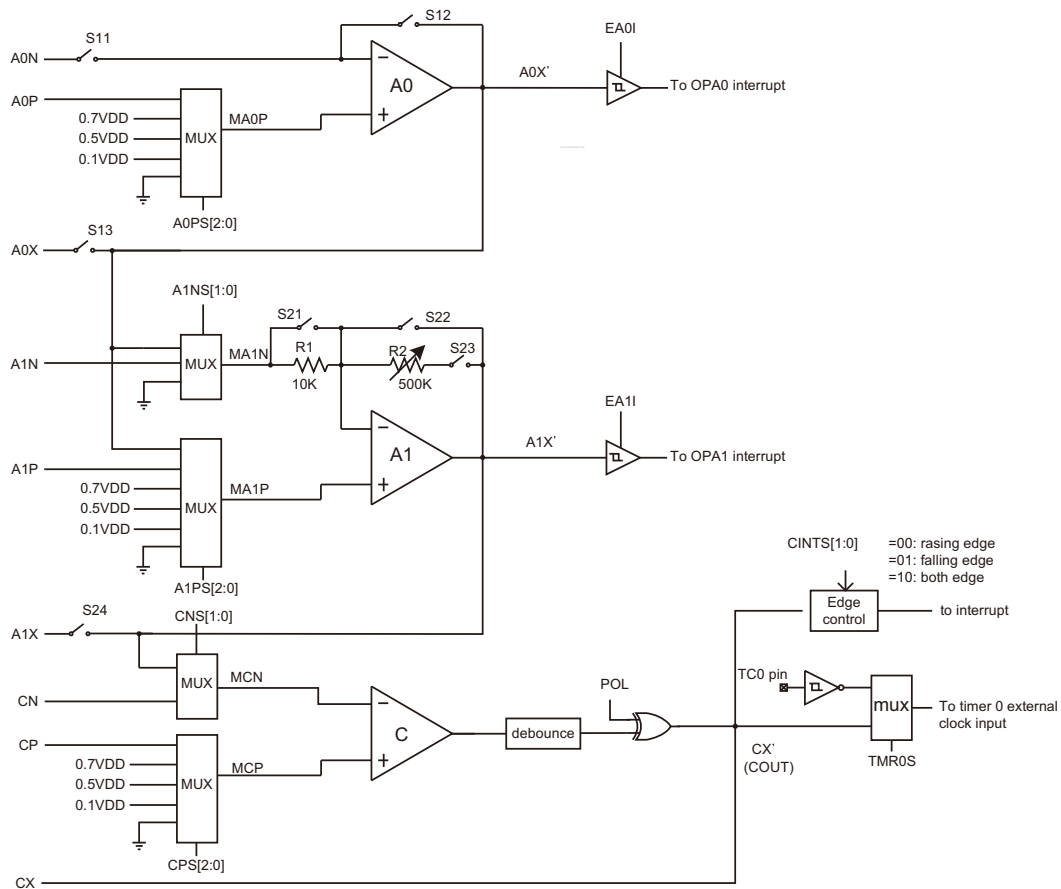 S12
EA0I
S11
A0N
A0
A0X'
To OPA0 interrupt
A0P
0.7VDD
MUX
MA0P
0.5VDD
0.1VDD
A0PS[2:0]
S13
A0X
A1NS[1:0]
S21
S22
A1N
MUX
MA1N
R1
R2
S23
10K
500K
EA1I
A1
A1X'
To OPA1 interrupt
A1P
0.7VDD
MUX
MA1P
0.5VDD
0.1VDD
CINTS[1:0]
=00: rasing edge
=01: falling edge
=10: both edge
A1PS[2:0]
S24
CNS[1:0]
Edge
control
to interrupt
A1X
MUX
MCN
TC0 pin
CN
POL
mux
To timer 0 external
clock input
C
debounce
CP
CX'
(COUT)
TMR0S
0.7VDD
MUX
MCP
0.5VDD
0.1VDD
CPS[2:0]
CX